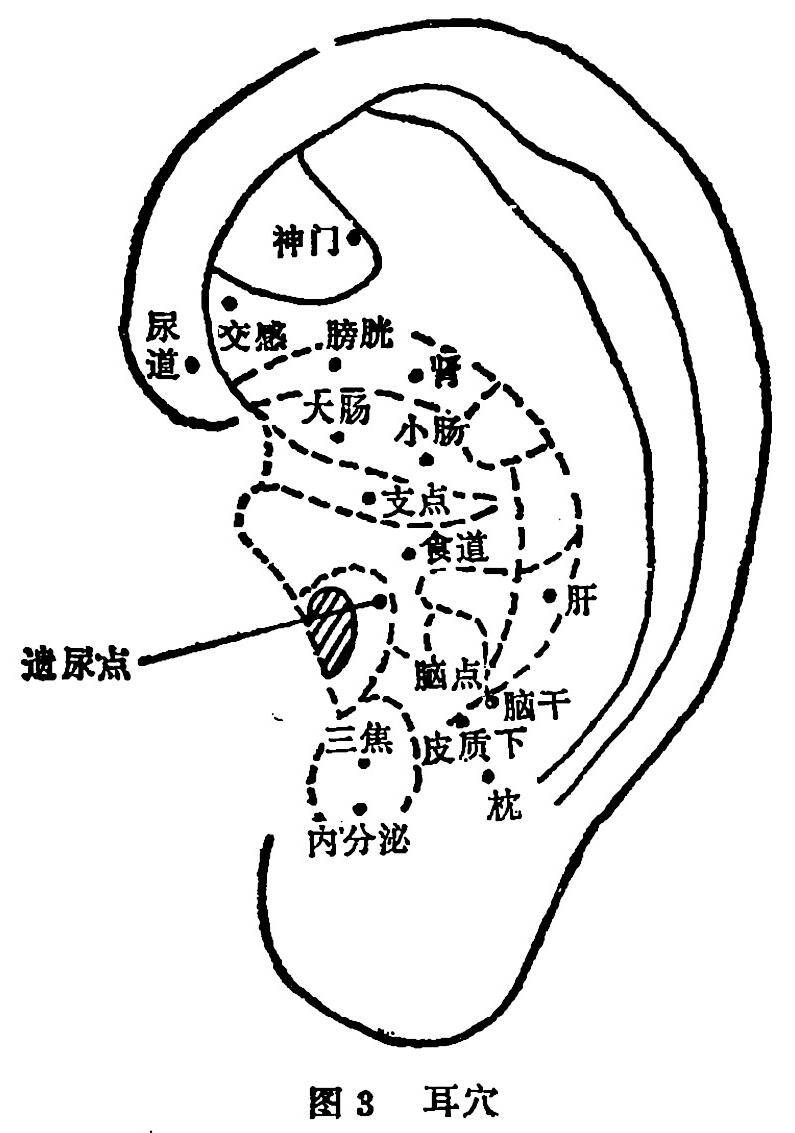 神门
尿道
交感
膀胱
肾
大肠
小肠
支点
食道
肝
遗尿点
脑点
脑干
皮质下
三焦
枕
内分泌
图 3 耳穴